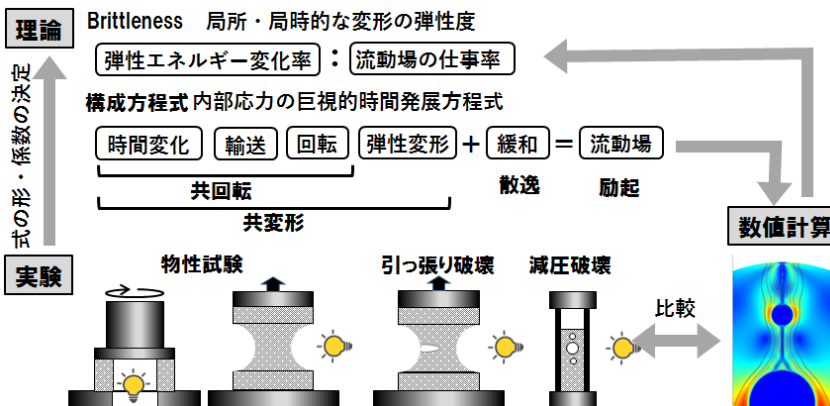 理論
Brittleness 局所・局時的な変形の弾性度
弾性エネルギー変化率 : 流動場の仕事率
構成方程式 内部応力の巨視的時間発展方程式
時間変化 輸送 回転 弾性変形 + 緩和 = 流動場
共回転
散逸 励起
共変形
式の形・係数の決定
数値計算
実験
物性試験 引っ張り破壊 減圧破壊
比較